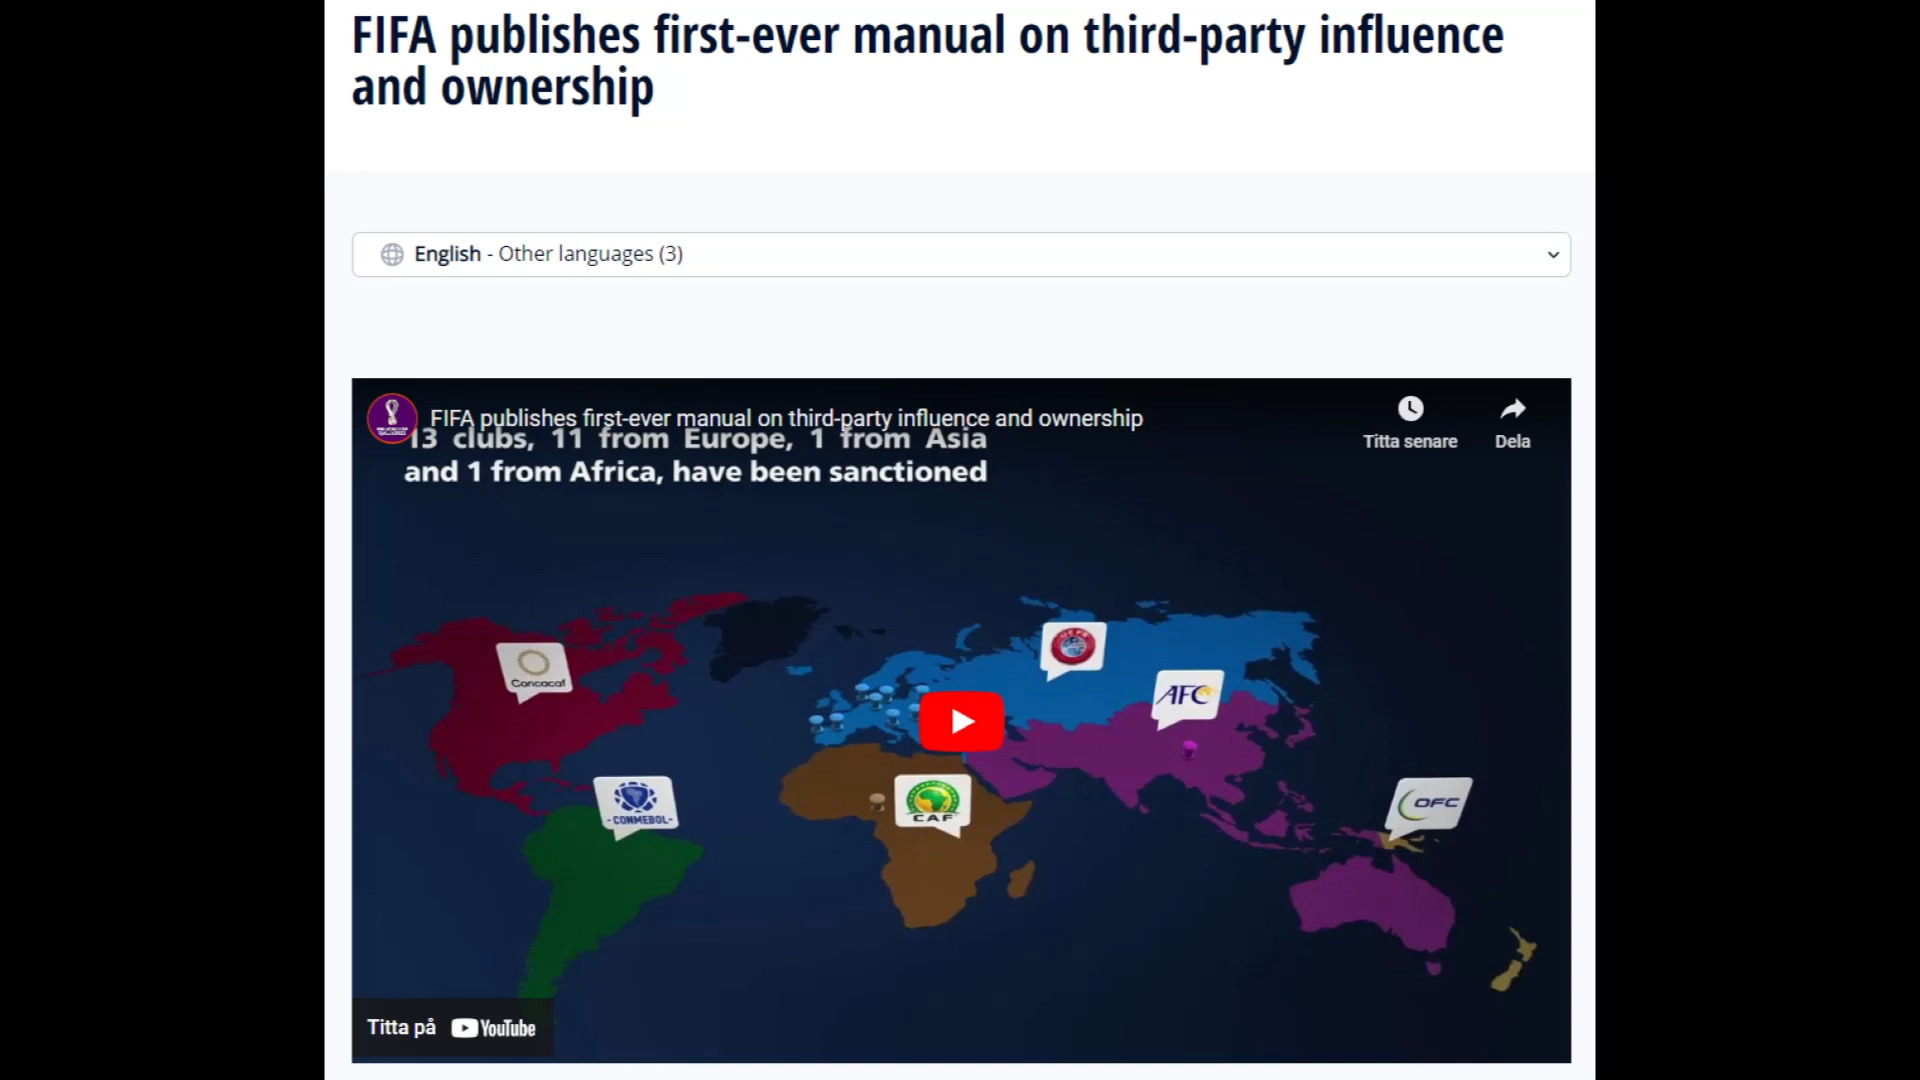 FIFA publishes first-ever manual on third-party influence
and ownership
English - Other languages (3)
FIFA publishes first-ever manual on third-party influence and ownership
13 clubs, 11 from Europe, 1 from Asia
and 1 from Africa, have been sanctioned
Titta senare
Dela
UEFA
Concacaf
AFC
-CONMEBOL-
CAF
OFC
Titta på YouTube